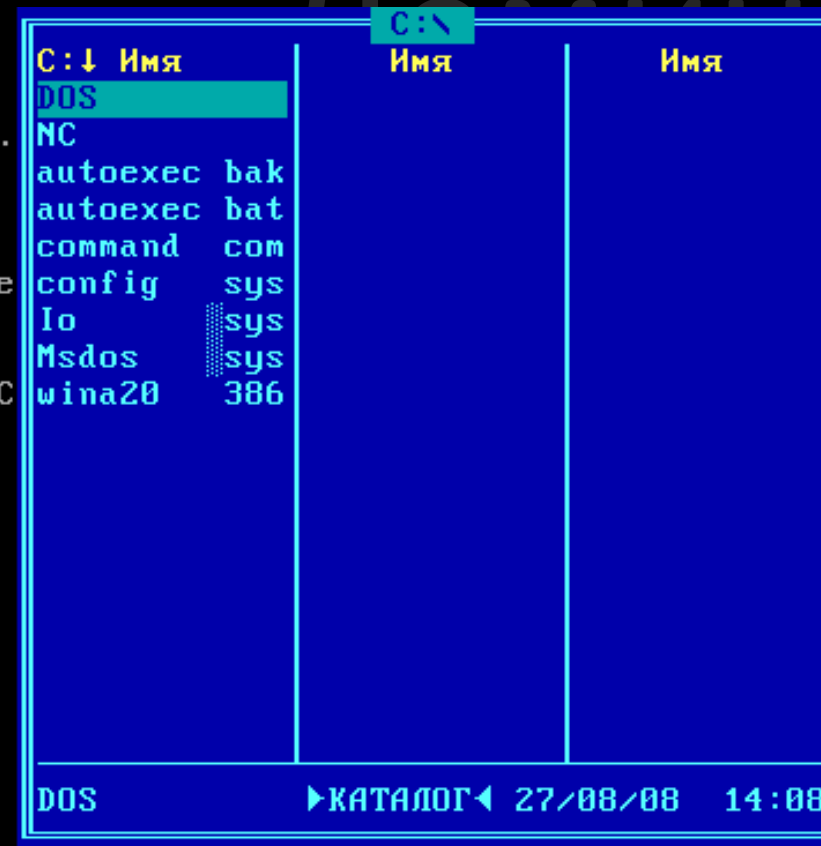 C:\
C:↓ Имя Имя Имя
DOS
NC
autoexec bak
autoexec bat
command com
config sys
Io ░sys
Msdos ░sys
wina20 386
.
e
C
DOS ►КАТАЛОГ◄ 27/08/08 14:08